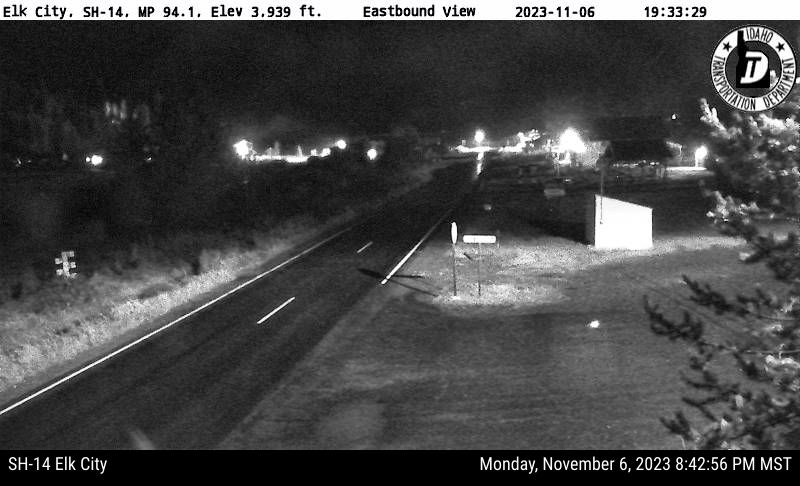 Elk City, SH-14, MP 94.1, Elev 3,939 ft. Eastbound View 2023-11-06 19:33:29
IDAHO
TRANSPORTATION DEPARTMENT
SH-14 Elk City Monday, November 6, 2023 8:42:56 PM MST